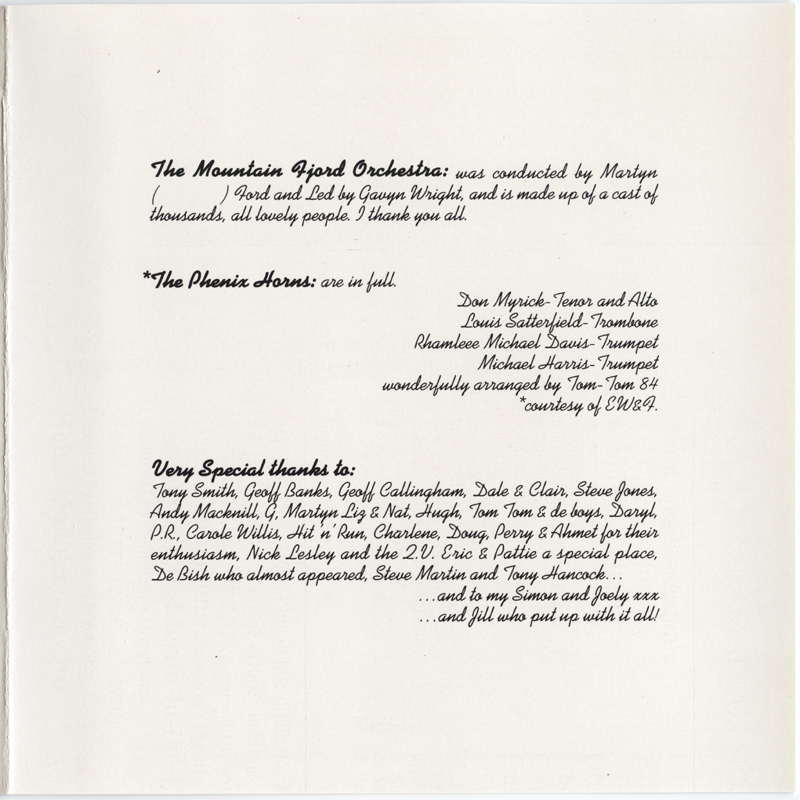 The Mountain Fjord Orchestra: was conducted by Martyn
( ) Ford and Led by Gavyn Wright, and is made up of a cast of
thousands, all lovely people. I thank you all.
*The Phenix Horns: are in full.
Don Myrick-Tenor and Alto
Louis Satterfield-Trombone
Rhamleee Michael Davis-Trumpet
Michael Harris-Trumpet
wonderfully arranged by Tom-Tom 84
*courtesy of EW&F.
Very Special thanks to:
Tony Smith, Geoff Banks, Geoff Callingham, Dale & Clair, Steve Jones,
Andy Macknill, G, Martyn Liz & Nat, Hugh, Tom Tom & de boys, Daryl,
P.R., Carole Willis, Hit 'n' Run, Charlene, Doug, Perry & Ahmet for their
enthusiasm, Nick Lesley and the 2.V. Eric & Pattie a special place,
De Bish who almost appeared, Steve Martin and Tony Hancock...
...and to my Simon and Joely xxx
...and Jill who put up with it all!